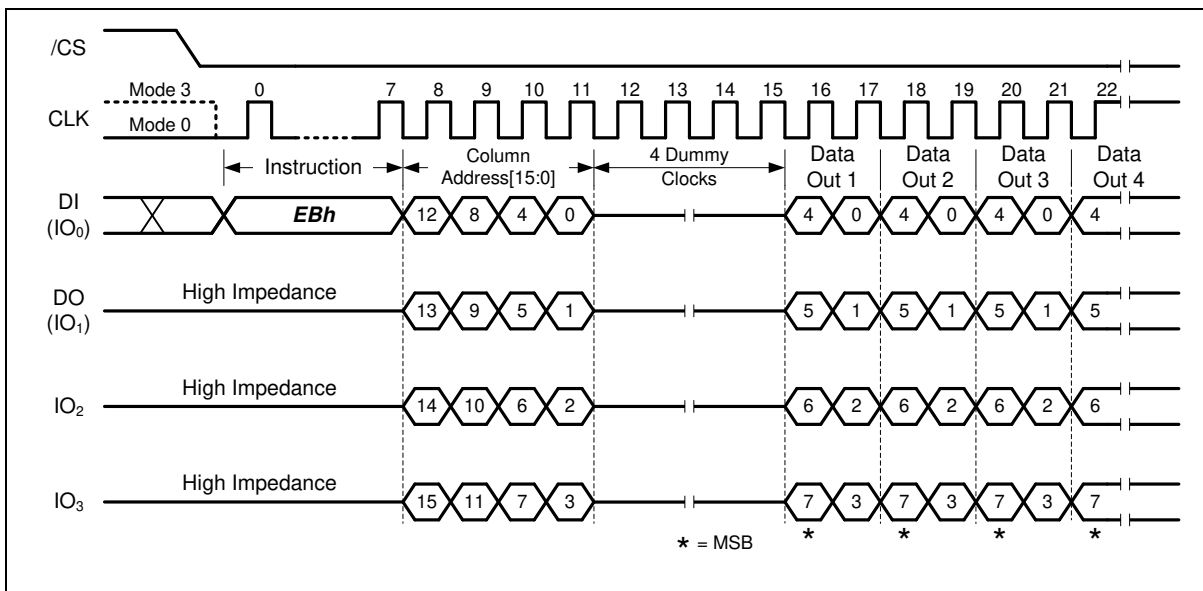 /CS
Mode 3 0 7 8 9 10 11 12 13 14 15 16 17 18 19 20 21 22
CLK
Mode 0
Instruction
Column
Address[15:0]
4 Dummy
Clocks
Data
Out 1
Data
Out 2
Data
Out 3
Data
Out 4
DI
(IO₀)
EBh 12 8 4 0 4 0 4 0 4 0 4
DO
(IO₁)
High Impedance 13 9 5 1 5 1 5 1 5 1 5
IO₂ High Impedance 14 10 6 2 6 2 6 2 6 2 6
IO₃ High Impedance 15 11 7 3 7 3 7 3 7 3 7
* * * *
* = MSB